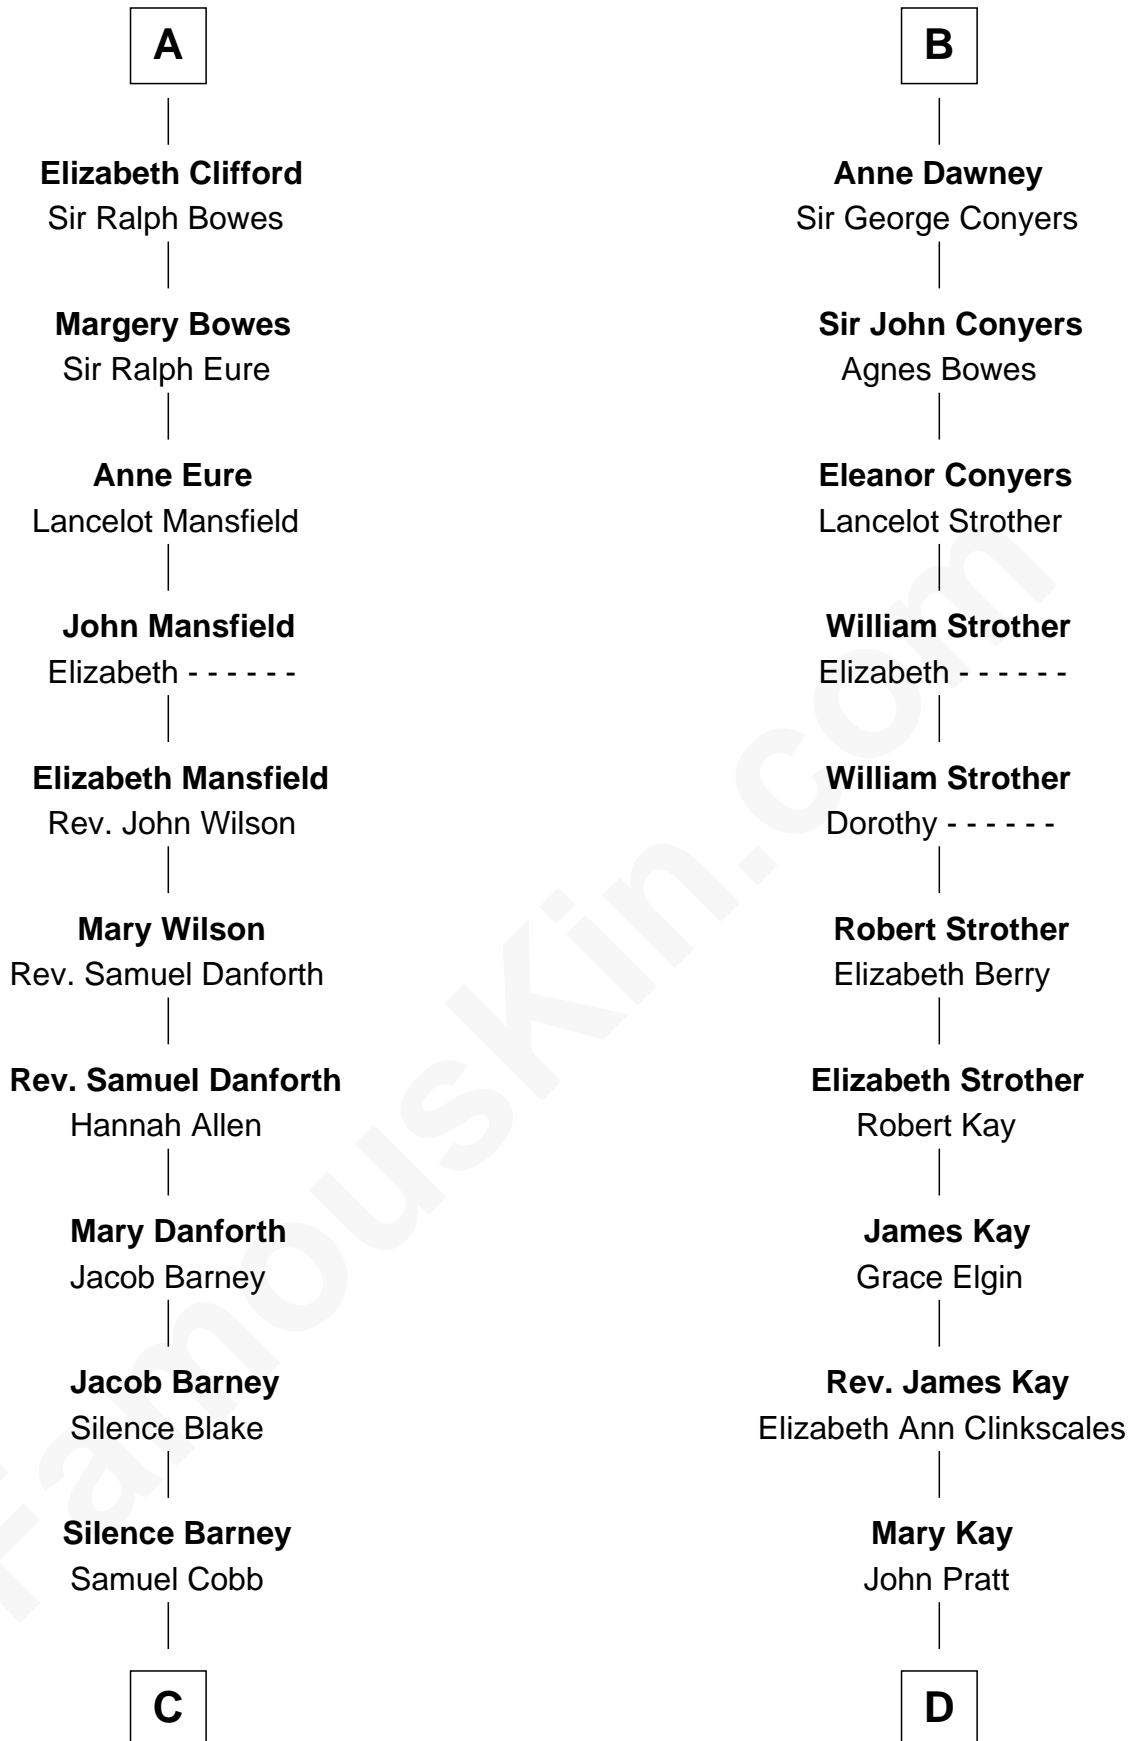 A
Elizabeth Clifford
Sir Ralph Bowes
Margery Bowes
Sir Ralph Eure
Anne Eure
Lancelot Mansfield
John Mansfield
Elizabeth - - - - - -
Elizabeth Mansfield
Rev. John Wilson
Mary Wilson
Rev. Samuel Danforth
Rev. Samuel Danforth
Hannah Allen
Mary Danforth
Jacob Barney
Jacob Barney
Silence Blake
Silence Barney
Samuel Cobb
C
B
Anne Dawney
Sir George Conyers
Sir John Conyers
Agnes Bowes
Eleanor Conyers
Lancelot Strother
William Strother
Elizabeth - - - - - -
William Strother
Dorothy - - - - - -
Robert Strother
Elizabeth Berry
Elizabeth Strother
Robert Kay
James Kay
Grace Elgin
Rev. James Kay
Elizabeth Ann Clinkscales
Mary Kay
John Pratt
D
FamousKin.com